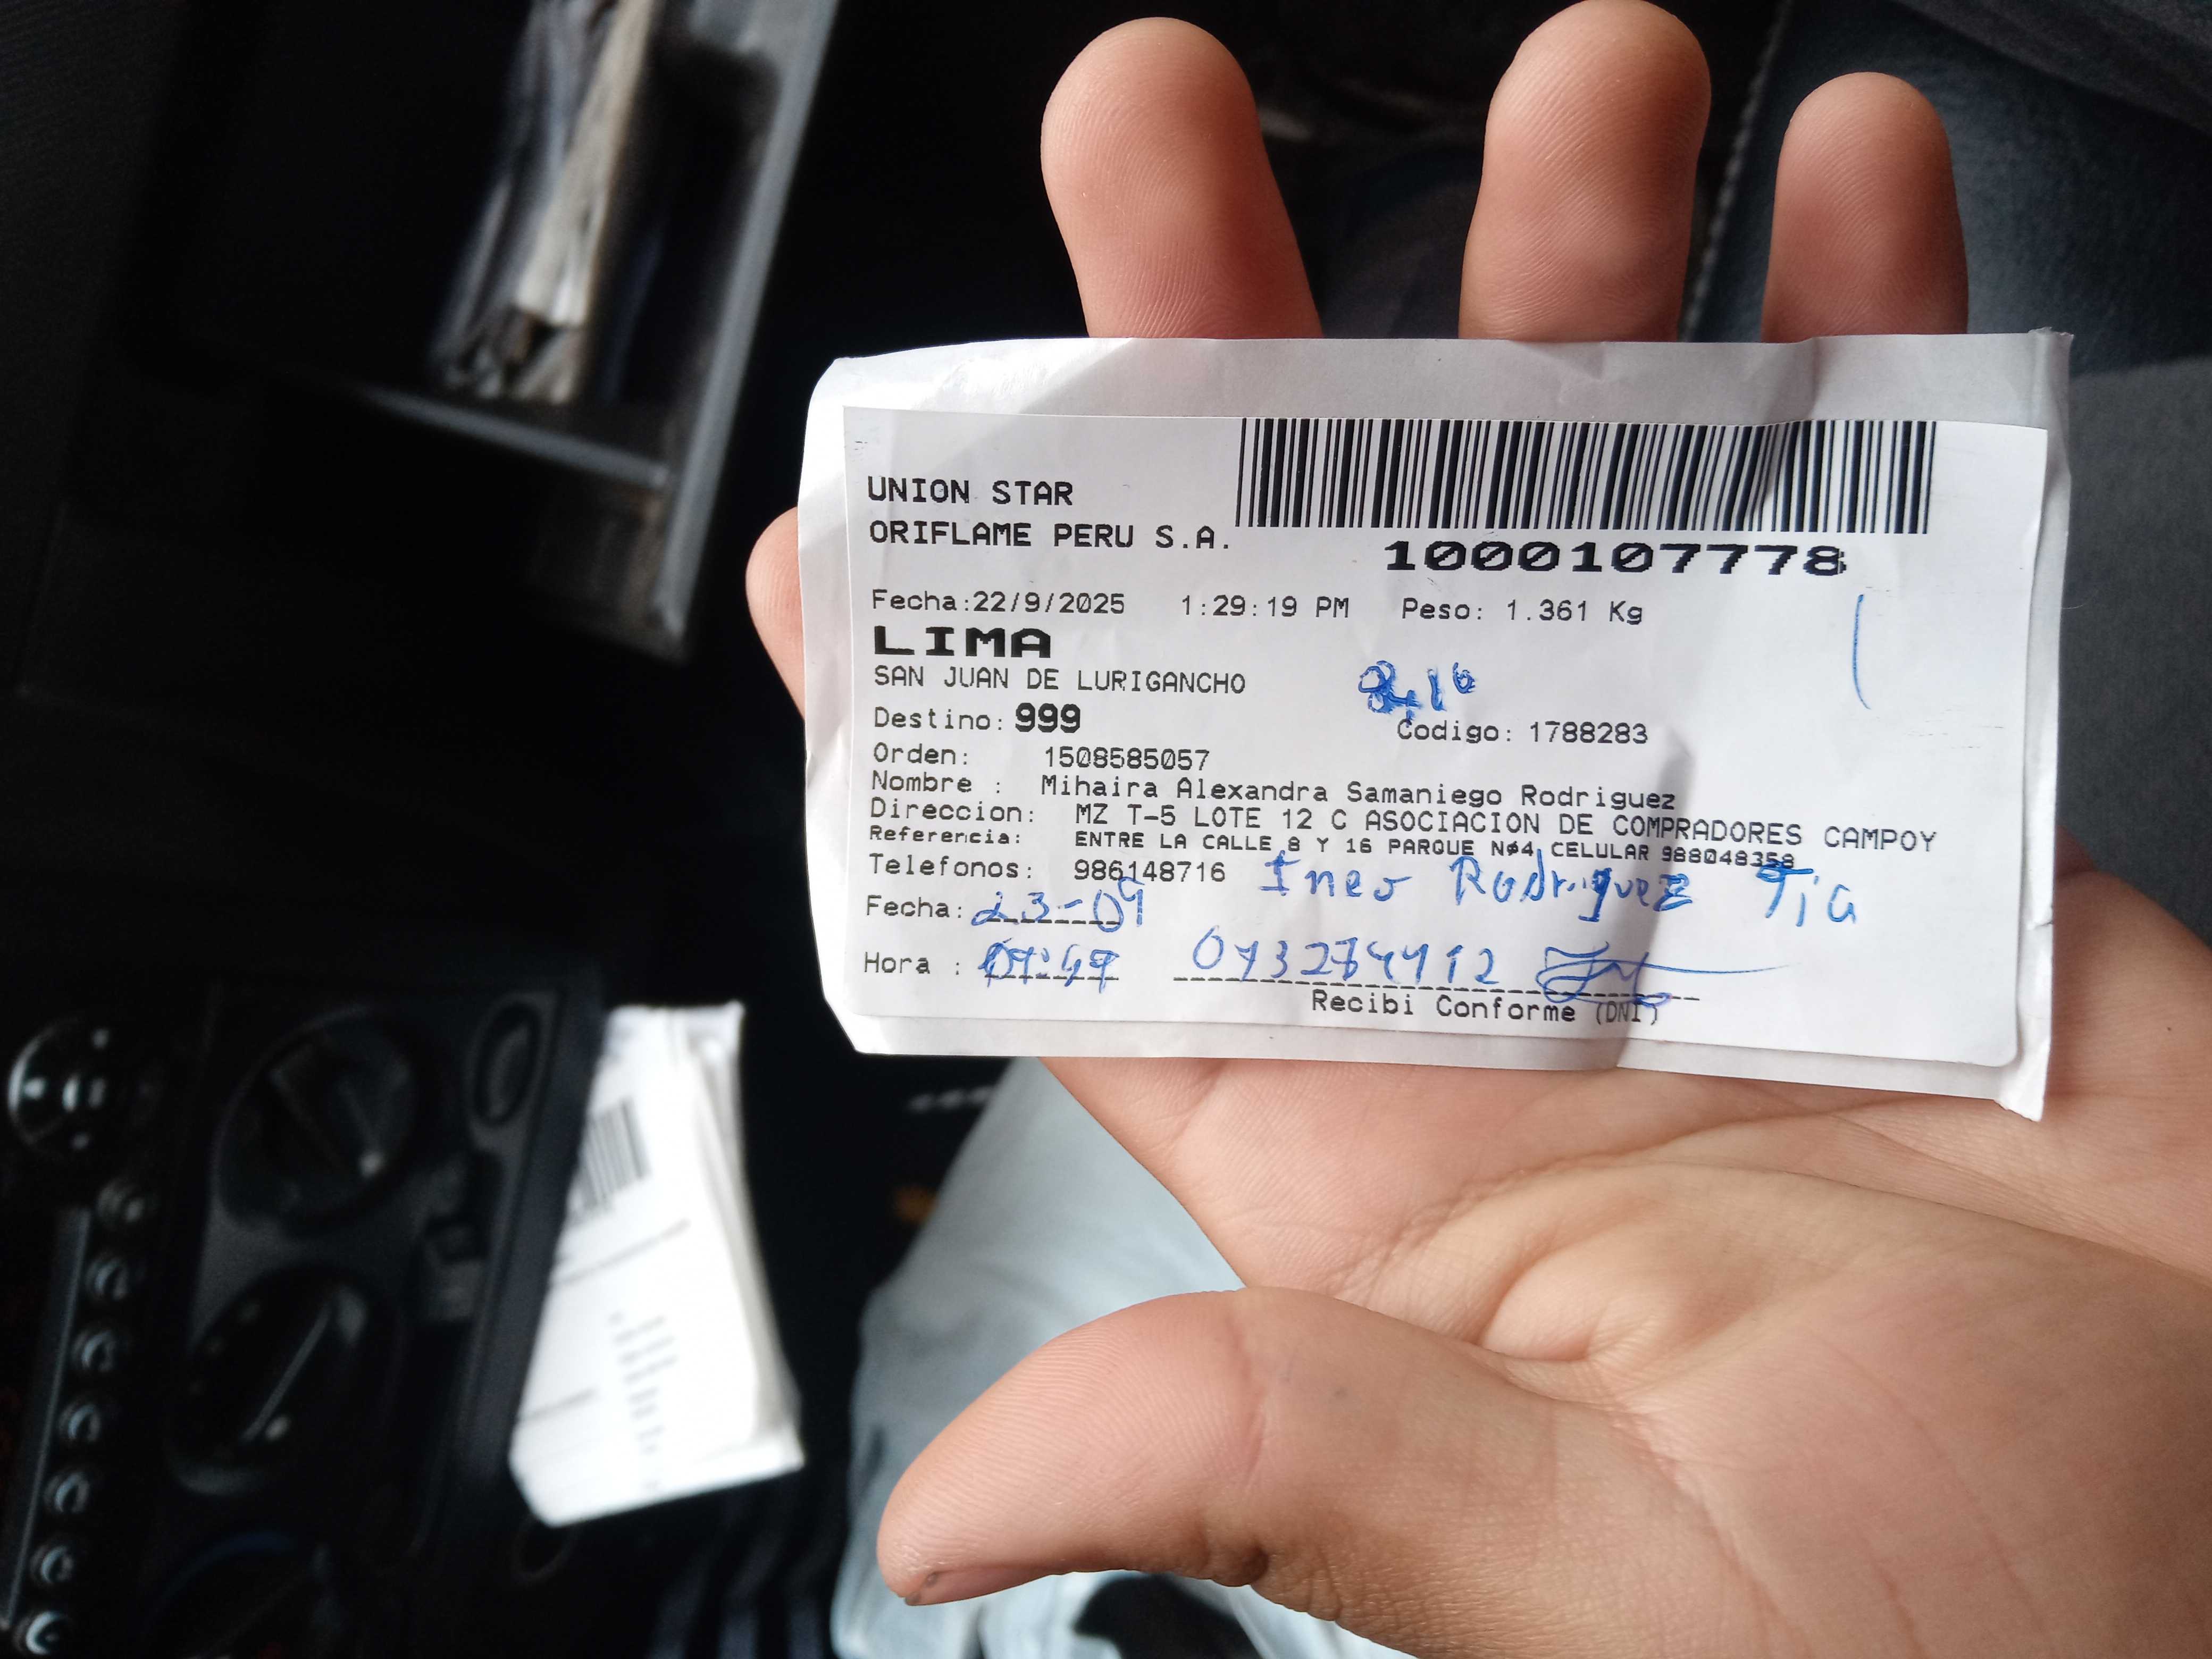 UNION STAR
ORIFLAME PERU S.A.
1000107778
Fecha:22/9/2025 1:29:19 PM Peso: 1.361 Kg
LIMA
SAN JUAN DE LURIGANCHO
Destino: 999 Codigo: 1788283
Orden: 1508585057
Nombre : Mihaira Alexandra Samaniego Rodriguez
Direccion: MZ T-5 LOTE 12 C ASOCIACION DE COMPRADORES CAMPOY
Referencia: ENTRE LA CALLE 8 Y 16 PARQUE Nø4 CELULAR 988048358
Telefonos: 986148716 Rodriguez Tia
Fecha: 23-09
Hora :
Recibi Conforme (DNI)